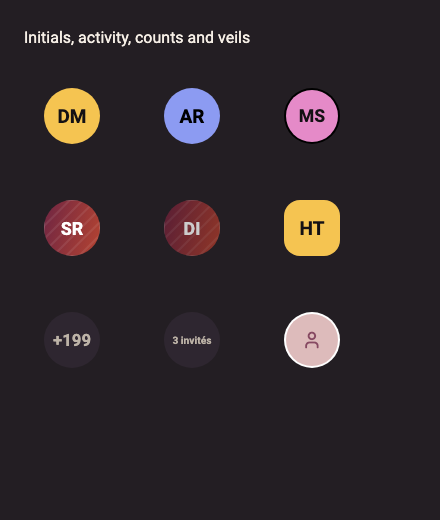 Initials, activity, counts and veils
DM
AR
MS
SR
DI
HT
+199
3 invités